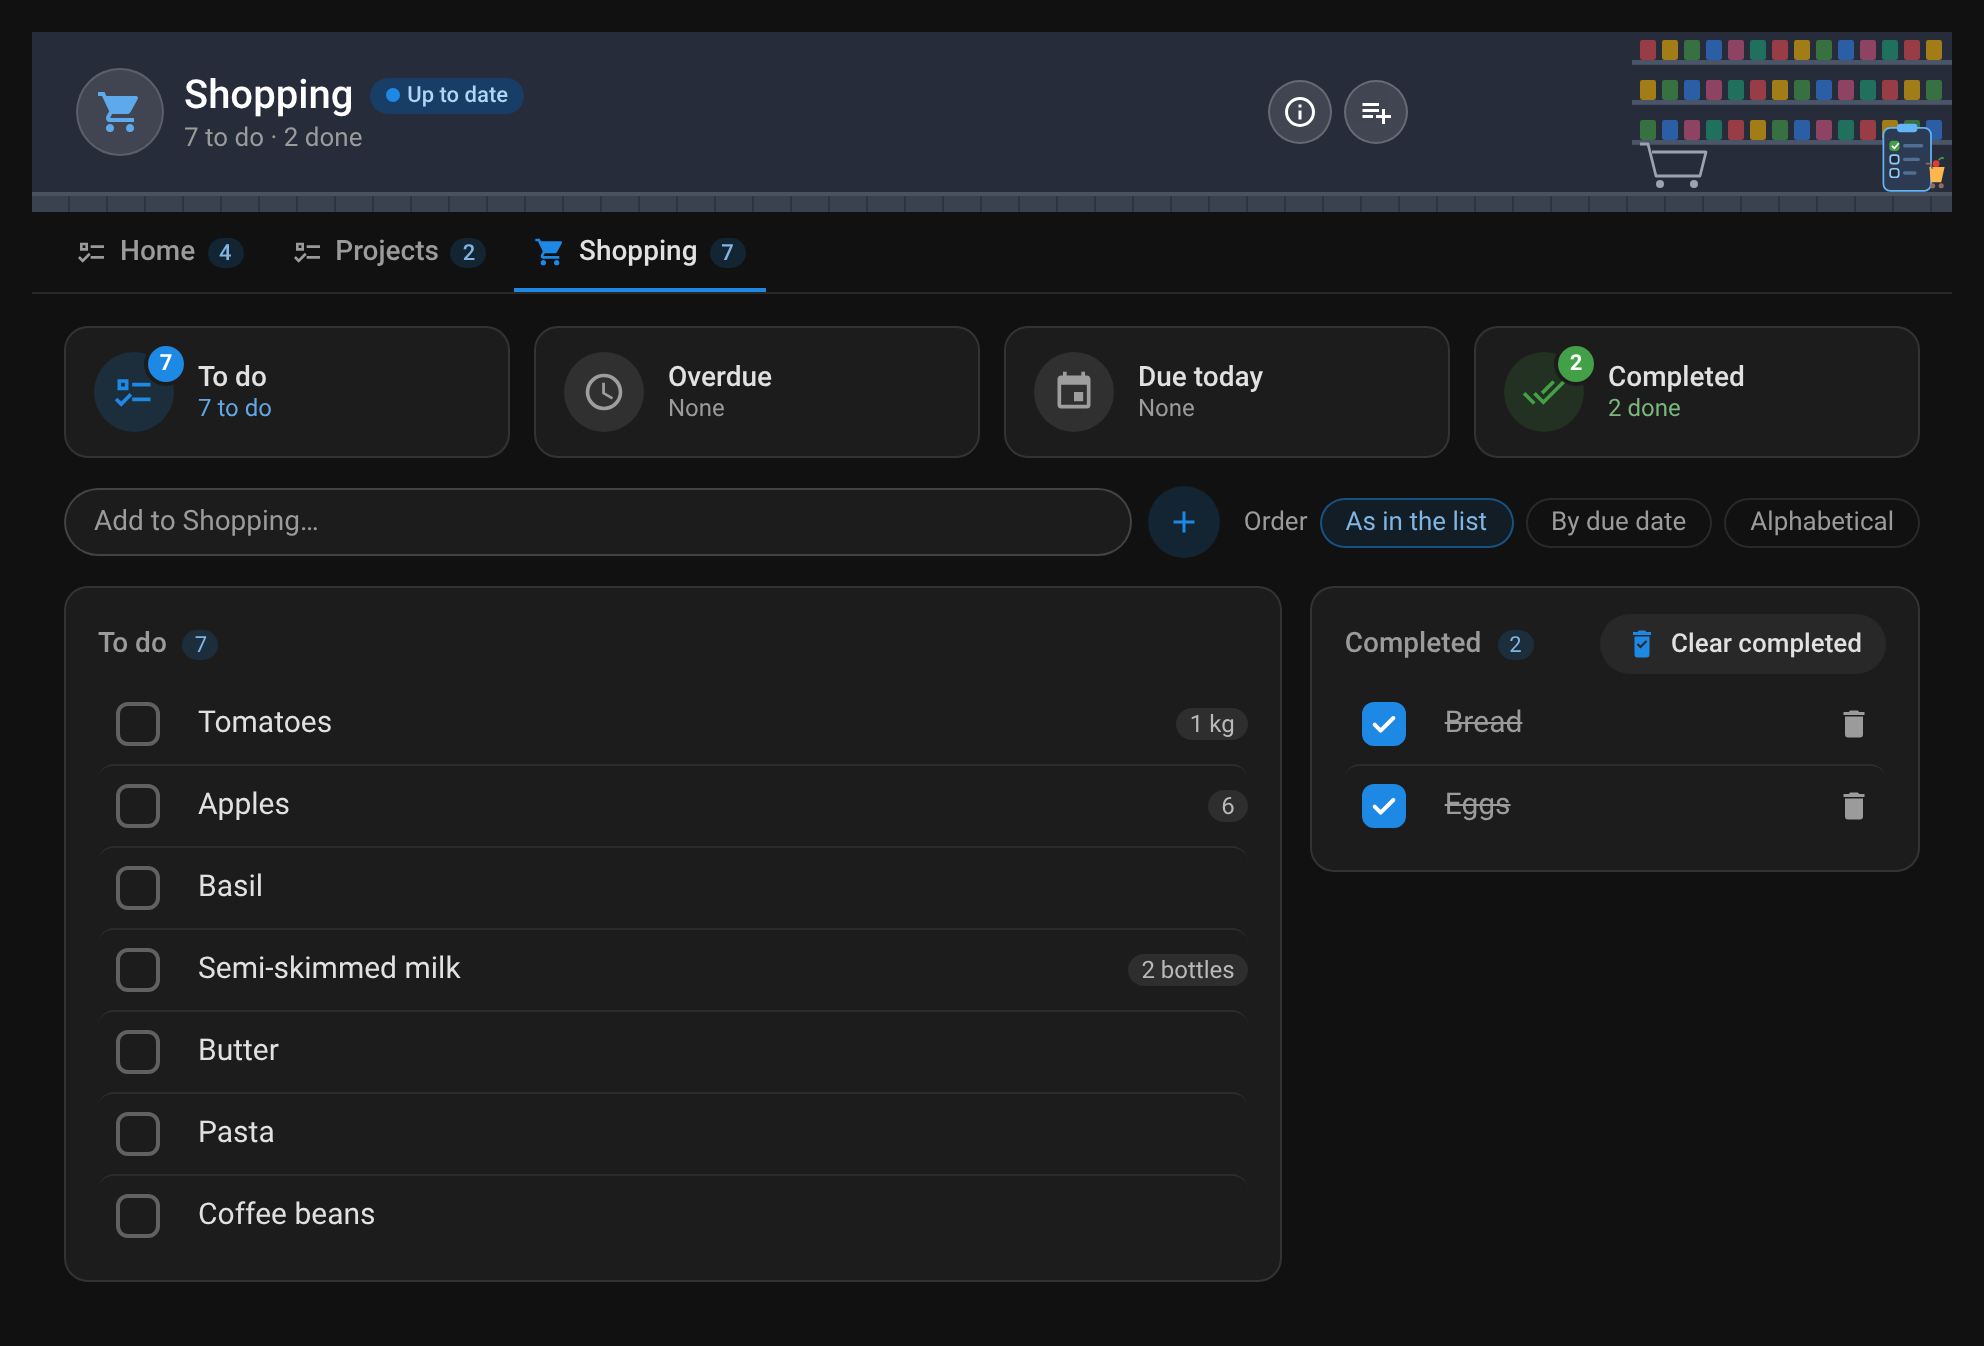 Shopping
Up to date
7 to do · 2 done
Home 4
Projects 2
Shopping 7
7
To do
7 to do
Overdue
None
Due today
None
2
Completed
2 done
Add to Shopping...
Order
As in the list
By due date
Alphabetical
To do 7
Tomatoes
1 kg
Apples
6
Basil
Semi-skimmed milk
2 bottles
Butter
Pasta
Coffee beans
Completed 2
Clear completed
Bread
Eggs